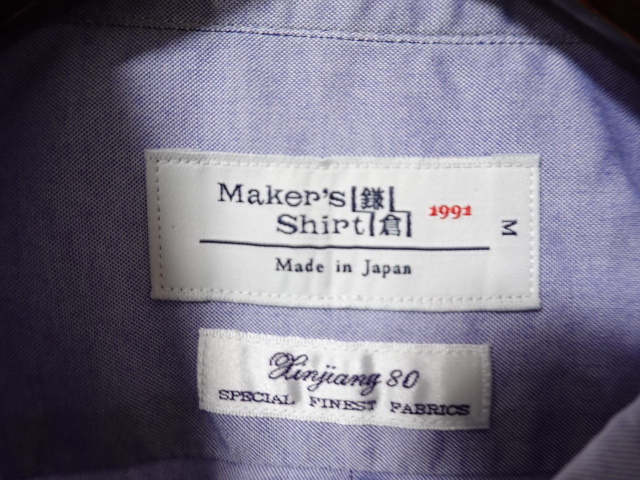 Maker's 鎌 1991
Shirt 倉 M
Made in Japan
Xinjiang 80
SPECIAL FINEST FABRICS